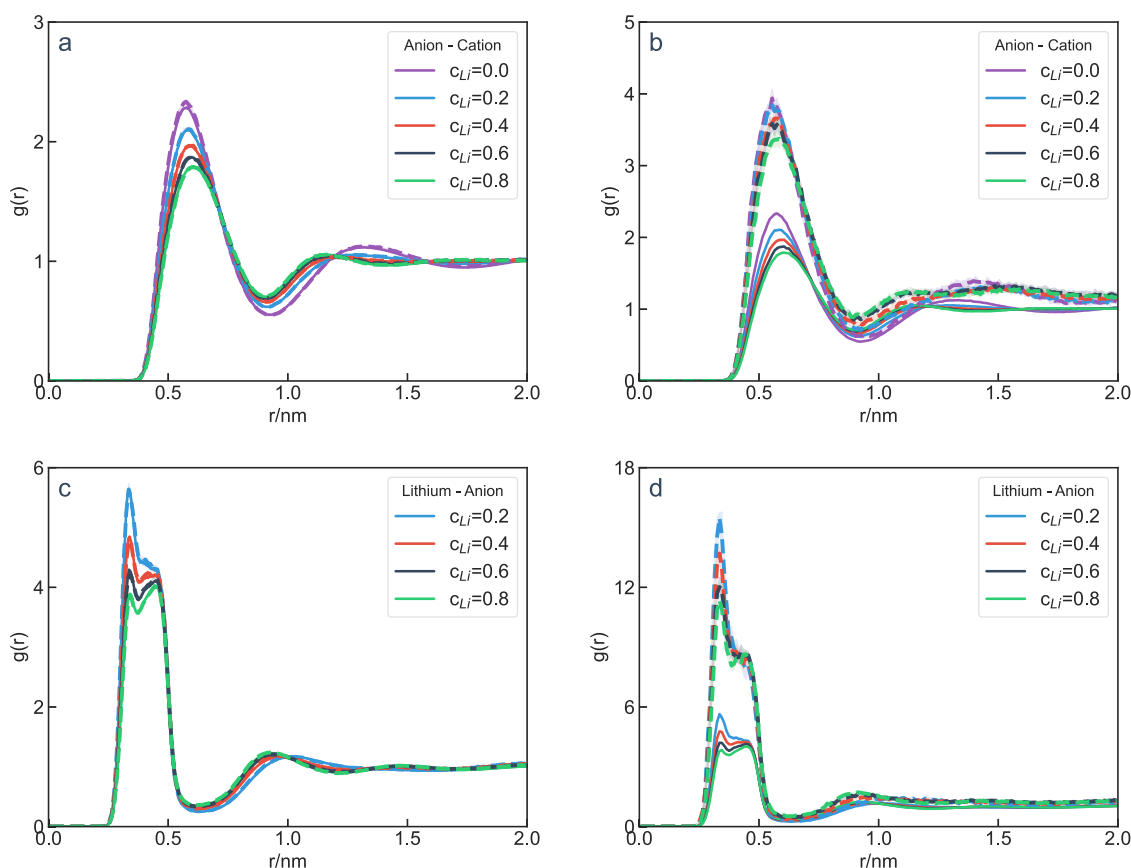 a
Anion - Cation
c_Li=0.0
c_Li=0.2
c_Li=0.4
c_Li=0.6
c_Li=0.8
g(r)
3
2
1
0
0.0 0.5 1.0 1.5 2.0
r/nm
b
Anion - Cation
c_Li=0.0
c_Li=0.2
c_Li=0.4
c_Li=0.6
c_Li=0.8
g(r)
5
4
3
2
1
0
0.0 0.5 1.0 1.5 2.0
r/nm
c
Lithium - Anion
c_Li=0.2
c_Li=0.4
c_Li=0.6
c_Li=0.8
g(r)
6
4
2
0
0.0 0.5 1.0 1.5 2.0
r/nm
d
Lithium - Anion
c_Li=0.2
c_Li=0.4
c_Li=0.6
c_Li=0.8
g(r)
18
12
6
0
0.0 0.5 1.0 1.5 2.0
r/nm